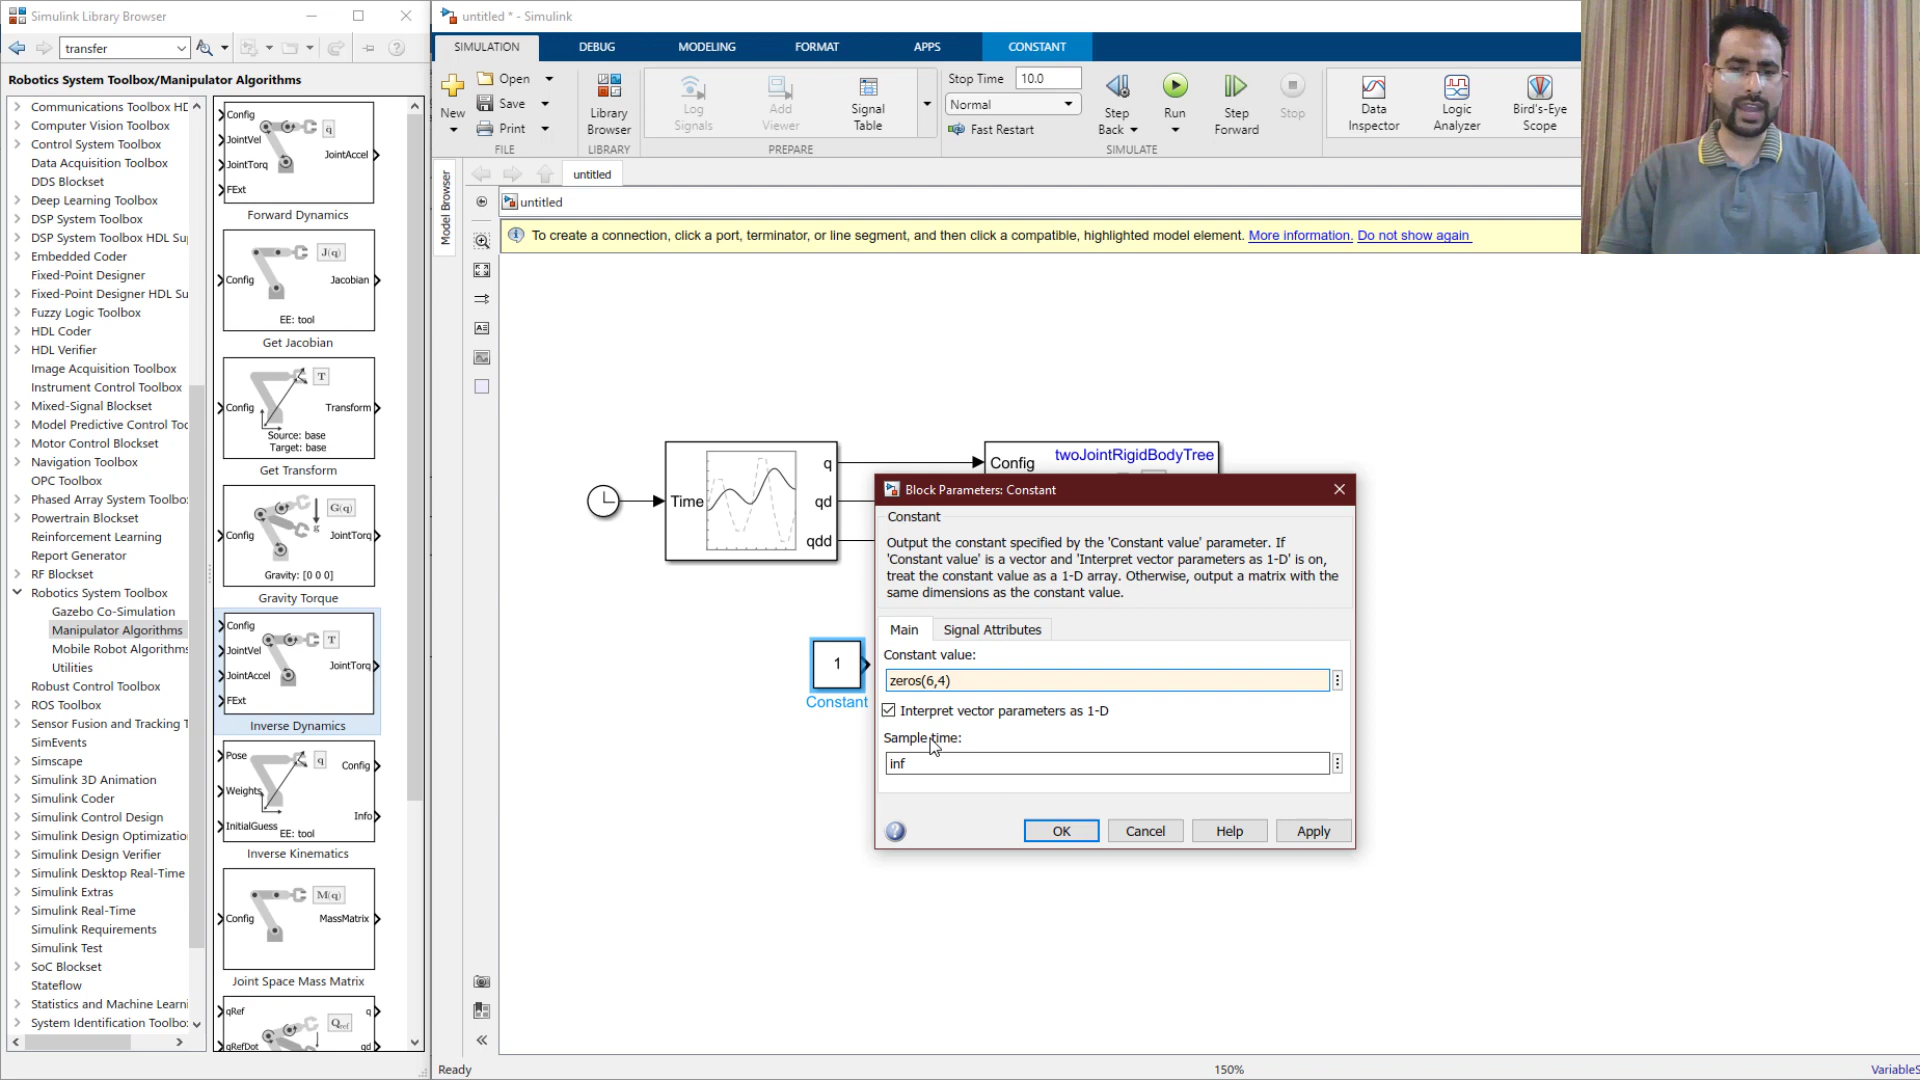 Simulink Library Browser
transfer
Robotics System Toolbox/Manipulator Algorithms
Communications Toolbox HD
Computer Vision Toolbox
Control System Toolbox
Data Acquisition Toolbox
DDS Blockset
Deep Learning Toolbox
DSP System Toolbox
DSP System Toolbox HDL Su
Embedded Coder
Fixed-Point Designer
Fixed-Point Designer HDL Su
Fuzzy Logic Toolbox
HDL Coder
HDL Verifier
Image Acquisition Toolbox
Instrument Control Toolbox
Mixed-Signal Blockset
Model Predictive Control Too
Motor Control Blockset
Navigation Toolbox
OPC Toolbox
Phased Array System Toolbo
Powertrain Blockset
Reinforcement Learning
Report Generator
RF Blockset
Robotics System Toolbox
Gazebo Co-Simulation
Manipulator Algorithms
Mobile Robot Algorithms
Utilities
Robust Control Toolbox
ROS Toolbox
Sensor Fusion and Tracking T
SimEvents
Simscape
Simulink 3D Animation
Simulink Coder
Simulink Control Design
Simulink Design Optimizatio
Simulink Design Verifier
Simulink Desktop Real-Time
Simulink Extras
Simulink Real-Time
Simulink Requirements
Simulink Test
SoC Blockset
Stateflow
Statistics and Machine Learni
System Identification Toolbo
Config
JointVel
JointTorq
FExt
q
JointAccel
Forward Dynamics
Config
J(q)
Jacobian
EE: tool
Get Jacobian
Config
T
Transform
Source: base
Target: base
Get Transform
Config
G(q)
g
JointTorq
Gravity: [0 0 0]
Gravity Torque
Config
JointVel
JointAccel
FExt
T
JointTorq
Inverse Dynamics
Pose
Weights
InitialGuess
q
Config
Info
EE: tool
Inverse Kinematics
Config
M(q)
MassMatrix
Joint Space Mass Matrix
qRef
qRefDot
q
qd
untitled * - Simulink
SIMULATION
DEBUG
MODELING
FORMAT
APPS
CONSTANT
New
Open
Save
Print
FILE
Library
Browser
LIBRARY
Log
Signals
Add
Viewer
Signal
Table
PREPARE
Stop Time
10.0
Normal
Fast Restart
Step
Back
Run
Step
Forward
Stop
SIMULATE
Data
Inspector
Logic
Analyzer
Bird's-Eye
Scope
Model Browser
untitled
untitled
To create a connection, click a port, terminator, or line segment, and then click a compatible, highlighted model element. More information. Do not show again
Time
q
qd
qdd
Config
twoJointRigidBodyTree
1
Constant
Block Parameters: Constant
Constant
Output the constant specified by the 'Constant value' parameter. If
'Constant value' is a vector and 'Interpret vector parameters as 1-D' is on,
treat the constant value as a 1-D array. Otherwise, output a matrix with the
same dimensions as the constant value.
Main
Signal Attributes
Constant value:
zeros(6,4)
Interpret vector parameters as 1-D
Sample time:
inf
OK
Cancel
Help
Apply
Ready
150%
VariableS